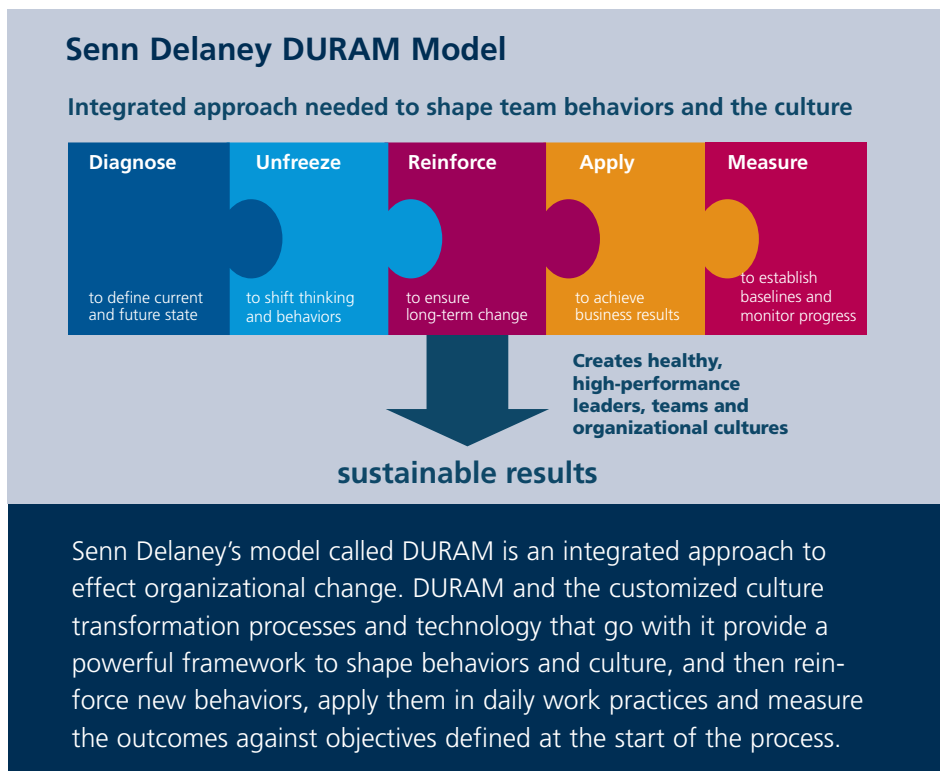 Senn Delaney DURAM Model
Integrated approach needed to shape team behaviors and the culture
Diagnose
to define current
and future state
Unfreeze
to shift thinking
and behaviors
Reinforce
to ensure
long-term change
Apply
to achieve
business results
Measure
to establish
baselines and
monitor progress
Creates healthy,
high-performance
leaders, teams and
organizational cultures
sustainable results
Senn Delaney’s model called DURAM is an integrated approach to
effect organizational change. DURAM and the customized culture
transformation processes and technology that go with it provide a
powerful framework to shape behaviors and culture, and then rein-
force new behaviors, apply them in daily work practices and measure
the outcomes against objectives defined at the start of the process.